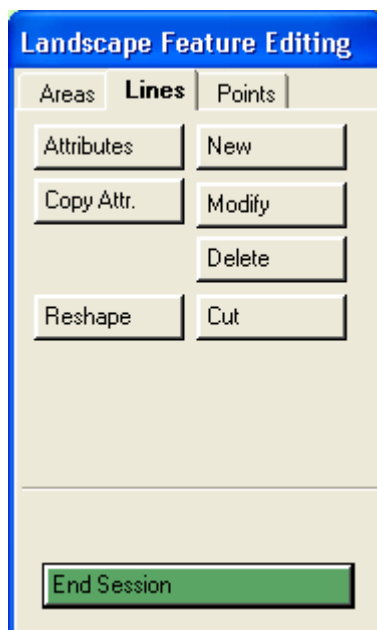 Landscape Feature Editing
Areas Lines Points
Attributes New
Copy Attr. Modify
Delete
Reshape Cut
End Session